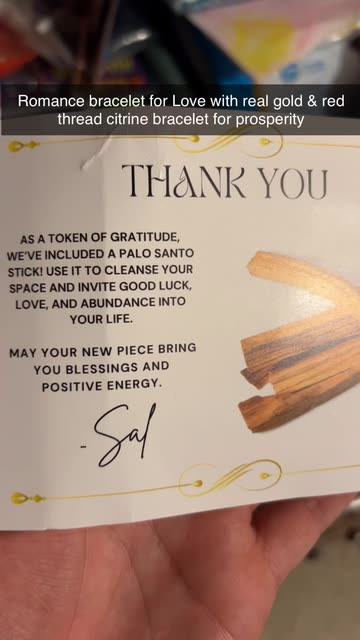 Romance bracelet for Love with real gold & red
thread citrine bracelet for prosperity
THANK YOU
AS A TOKEN OF GRATITUDE,
WE'VE INCLUDED A PALO SANTO
STICK! USE IT TO CLEANSE YOUR
SPACE AND INVITE GOOD LUCK,
LOVE, AND ABUNDANCE INTO
YOUR LIFE.
MAY YOUR NEW PIECE BRING
YOU BLESSINGS AND
POSITIVE ENERGY.
- Sal